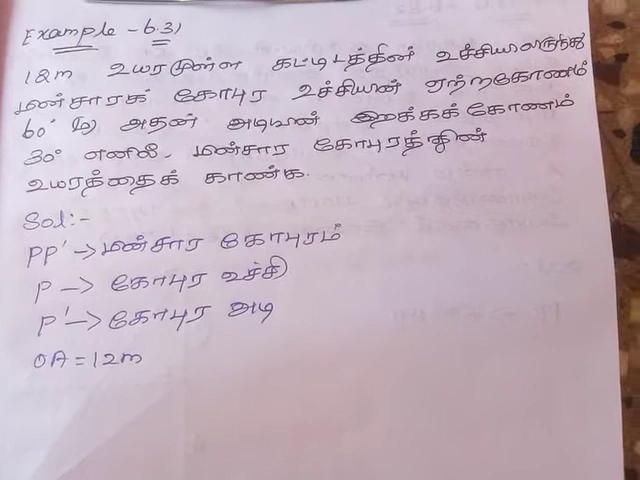 Example - 6.31
12m உயரமுள்ள கட்டிடத்தின் உச்சியிலிருந்து
மின்சாரக் கோபுர உச்சியின் ஏற்றகோணம்
60° (ம) அதன் அடியின் இறக்கக்கோணம்
30° எனில். மின்சார கோபுரத்தின்
உயரத்தைக் காண்க.
Sol:-
PP' -> மின்சார கோபுரம்
P -> கோபுர உச்சி
P' -> கோபுர அடி
OA = 12m